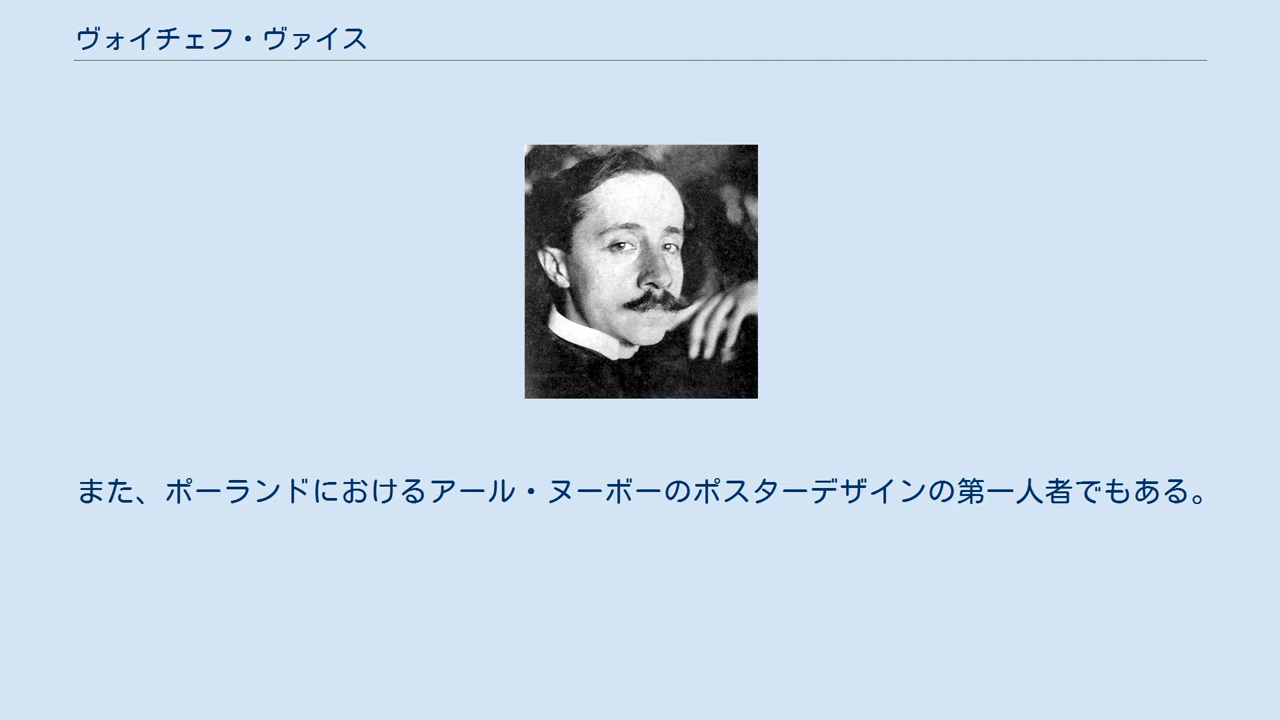 ヴォイチェフ・ヴァイス
また、ポーランドにおけるアール・ヌーボーのポスターデザインの第一人者でもある。